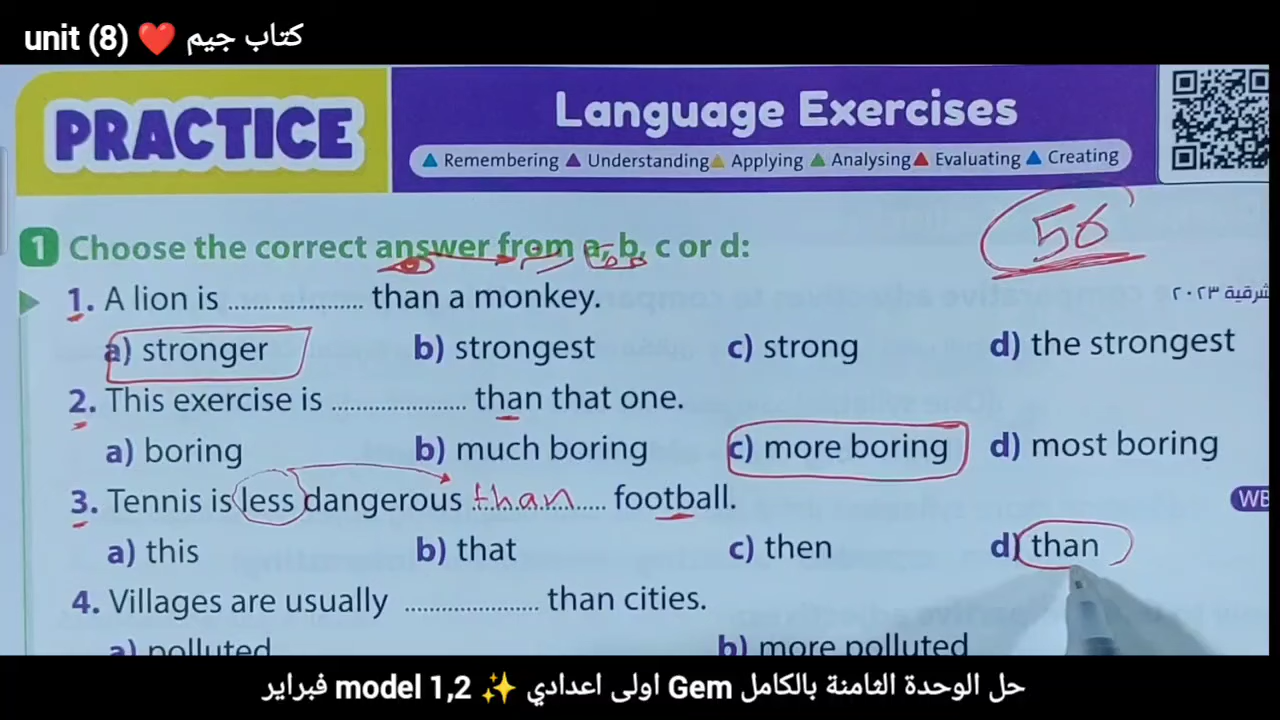 unit (8) ❤️ كتاب جيم
PRACTICE
Language Exercises
Remembering Understanding Applying Analysing Evaluating Creating
56
1 Choose the correct answer from a, b, c or d:
1. A lion is .................... than a monkey.
شرقية ٢٠٢٣
a) stronger b) strongest c) strong d) the strongest
2. This exercise is .................... than that one.
a) boring b) much boring c) more boring d) most boring
3. Tennis is less dangerous than football.
WB
a) this b) that c) then d) than
4. Villages are usually .................... than cities.
a) polluted b) more polluted
حل الوحدة الثامنة بالكامل Gem اولى اعدادي ✨ model 1,2 فبراير